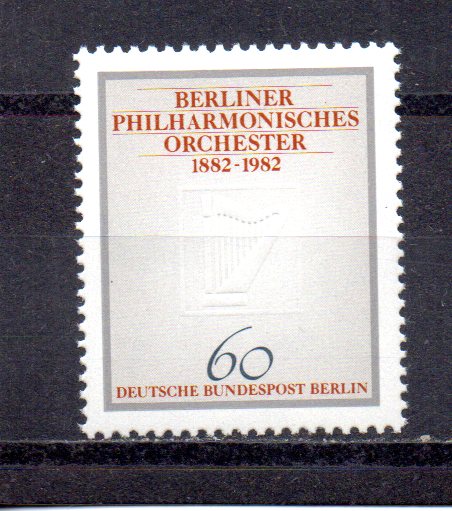 BERLINER
PHILHARMONISCHES
ORCHESTER
1882-1982
60
DEUTSCHE BUNDESPOST BERLIN